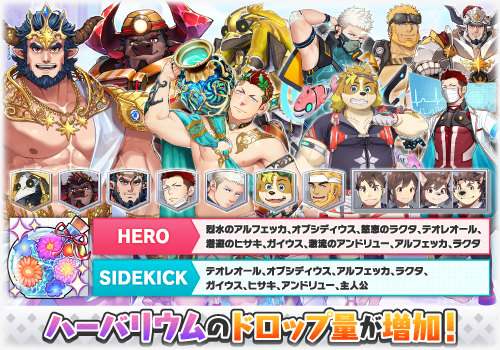 HERO
烈水のアルフェッカ、オブシディウス、慈恵のラクタ、テオレオール、
潜遊のヒサキ、ガイウス、激流のアンドリュー、アルフェッカ、ラクタ
SIDEKICK
テオレオール、オブシディウス、アルフェッカ、ラクタ、
ガイウス、ヒサキ、アンドリュー、主人公
ハーバリウムのドロップ量が増加！